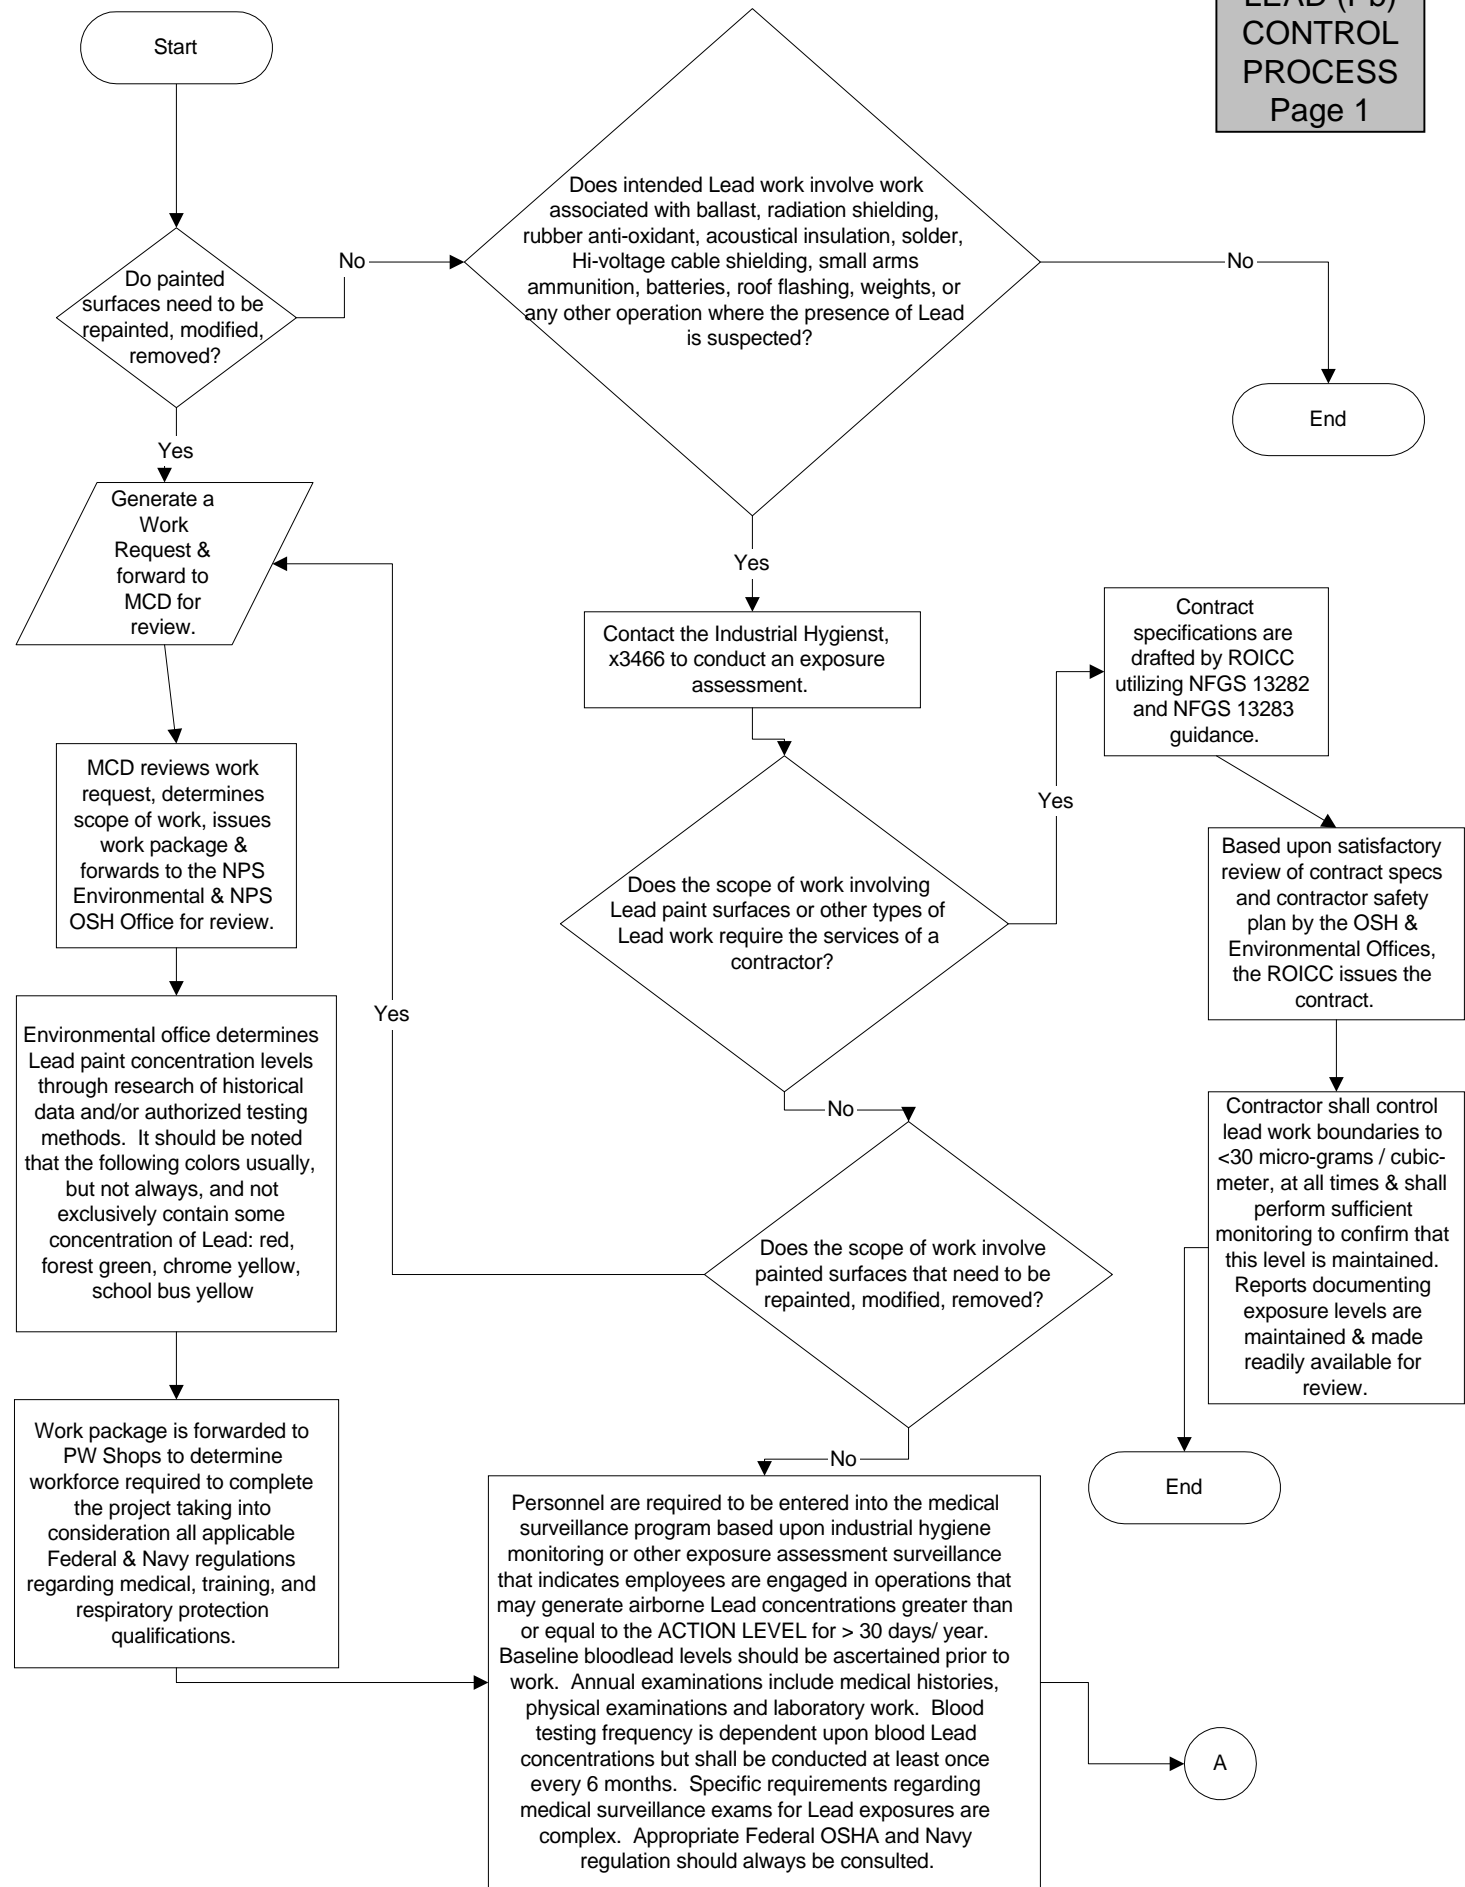 LEAD (Pb)
CONTROL
PROCESS
Page 1
Start
Do painted
surfaces need to be
repainted, modified,
removed?
No
Does intended Lead work involve work
associated with ballast, radiation shielding,
rubber anti-oxidant, acoustical insulation, solder,
Hi-voltage cable shielding, small arms
ammunition, batteries, roof flashing, weights, or
any other operation where the presence of Lead
is suspected?
No
End
Yes
Generate a
Work
Request &
forward to
MCD for
review.
MCD reviews work
request, determines
scope of work, issues
work package &
forwards to the NPS
Environmental & NPS
OSH Office for review.
Environmental office determines
Lead paint concentration levels
through research of historical
data and/or authorized testing
methods. It should be noted
that the following colors usually,
but not always, and not
exclusively contain some
concentration of Lead: red,
forest green, chrome yellow,
school bus yellow
Work package is forwarded to
PW Shops to determine
workforce required to complete
the project taking into
consideration all applicable
Federal & Navy regulations
regarding medical, training, and
respiratory protection
qualifications.
Yes
Contact the Industrial Hygienst,
x3466 to conduct an exposure
assessment.
Does the scope of work involving
Lead paint surfaces or other types of
Lead work require the services of a
contractor?
Yes
Contract
specifications are
drafted by ROICC
utilizing NFGS 13282
and NFGS 13283
guidance.
Based upon satisfactory
review of contract specs
and contractor safety
plan by the OSH &
Environmental Offices,
the ROICC issues the
contract.
Contractor shall control
lead work boundaries to
<30 micro-grams / cubic-
meter, at all times & shall
perform sufficient
monitoring to confirm that
this level is maintained.
Reports documenting
exposure levels are
maintained & made
readily available for
review.
End
No
Does the scope of work involve
painted surfaces that need to be
repainted, modified, removed?
Yes
No
Personnel are required to be entered into the medical
surveillance program based upon industrial hygiene
monitoring or other exposure assessment surveillance
that indicates employees are engaged in operations that
may generate airborne Lead concentrations greater than
or equal to the ACTION LEVEL for > 30 days/ year.
Baseline bloodlead levels should be ascertained prior to
work. Annual examinations include medical histories,
physical examinations and laboratory work. Blood
testing frequency is dependent upon blood Lead
concentrations but shall be conducted at least once
every 6 months. Specific requirements regarding
medical surveillance exams for Lead exposures are
complex. Appropriate Federal OSHA and Navy
regulation should always be consulted.
A